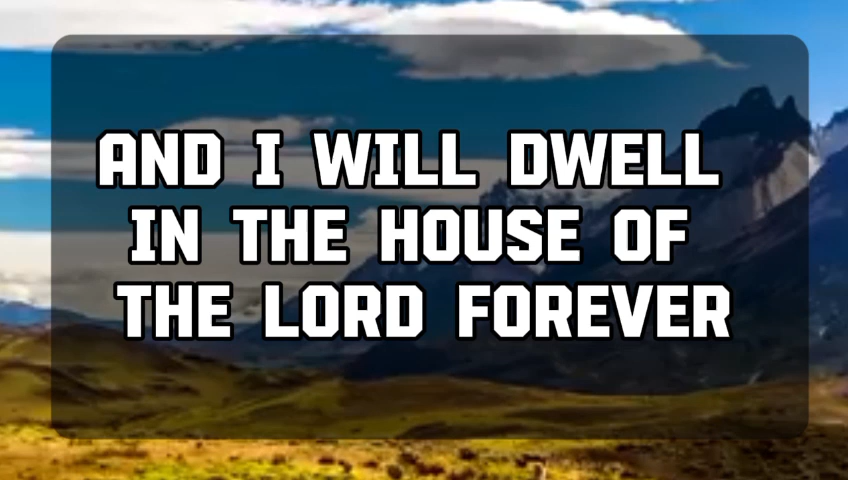 AND I WILL DWELL
IN THE HOUSE OF
THE LORD FOREVER